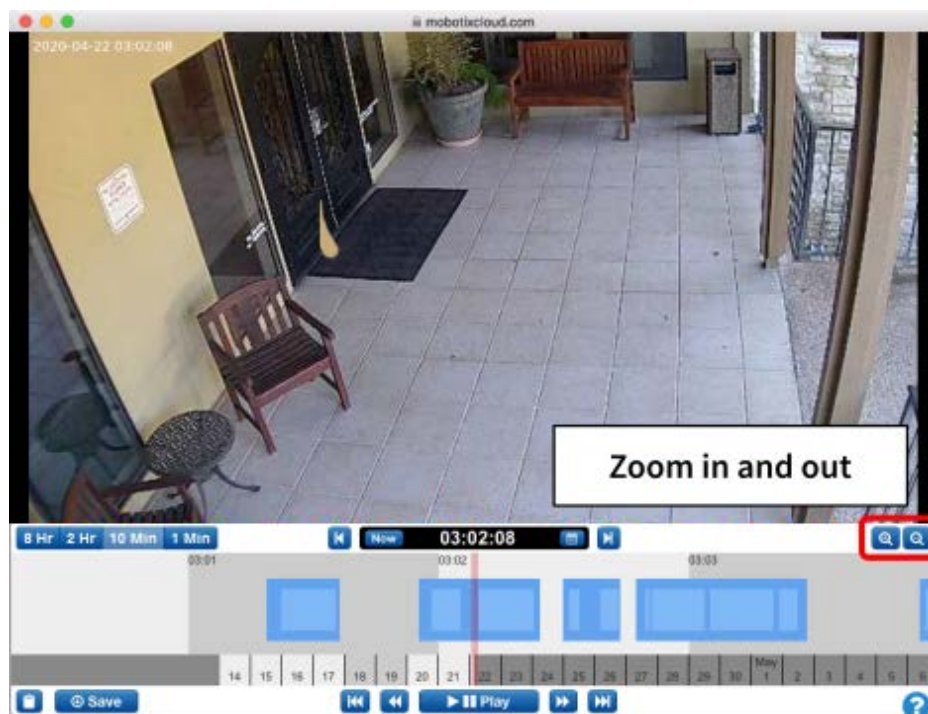 mobotixcloud.com
2020-04-22 03:02:08
Zoom in and out
8 Hr 2 Hr 10 Min 1 Min Now 03:02:08
03:01 03:02 03:03
May
14 15 16 17 18 19 20 21 22 23 24 25 26 27 28 29 30 1 2 3 4 5 6
Save Play ?